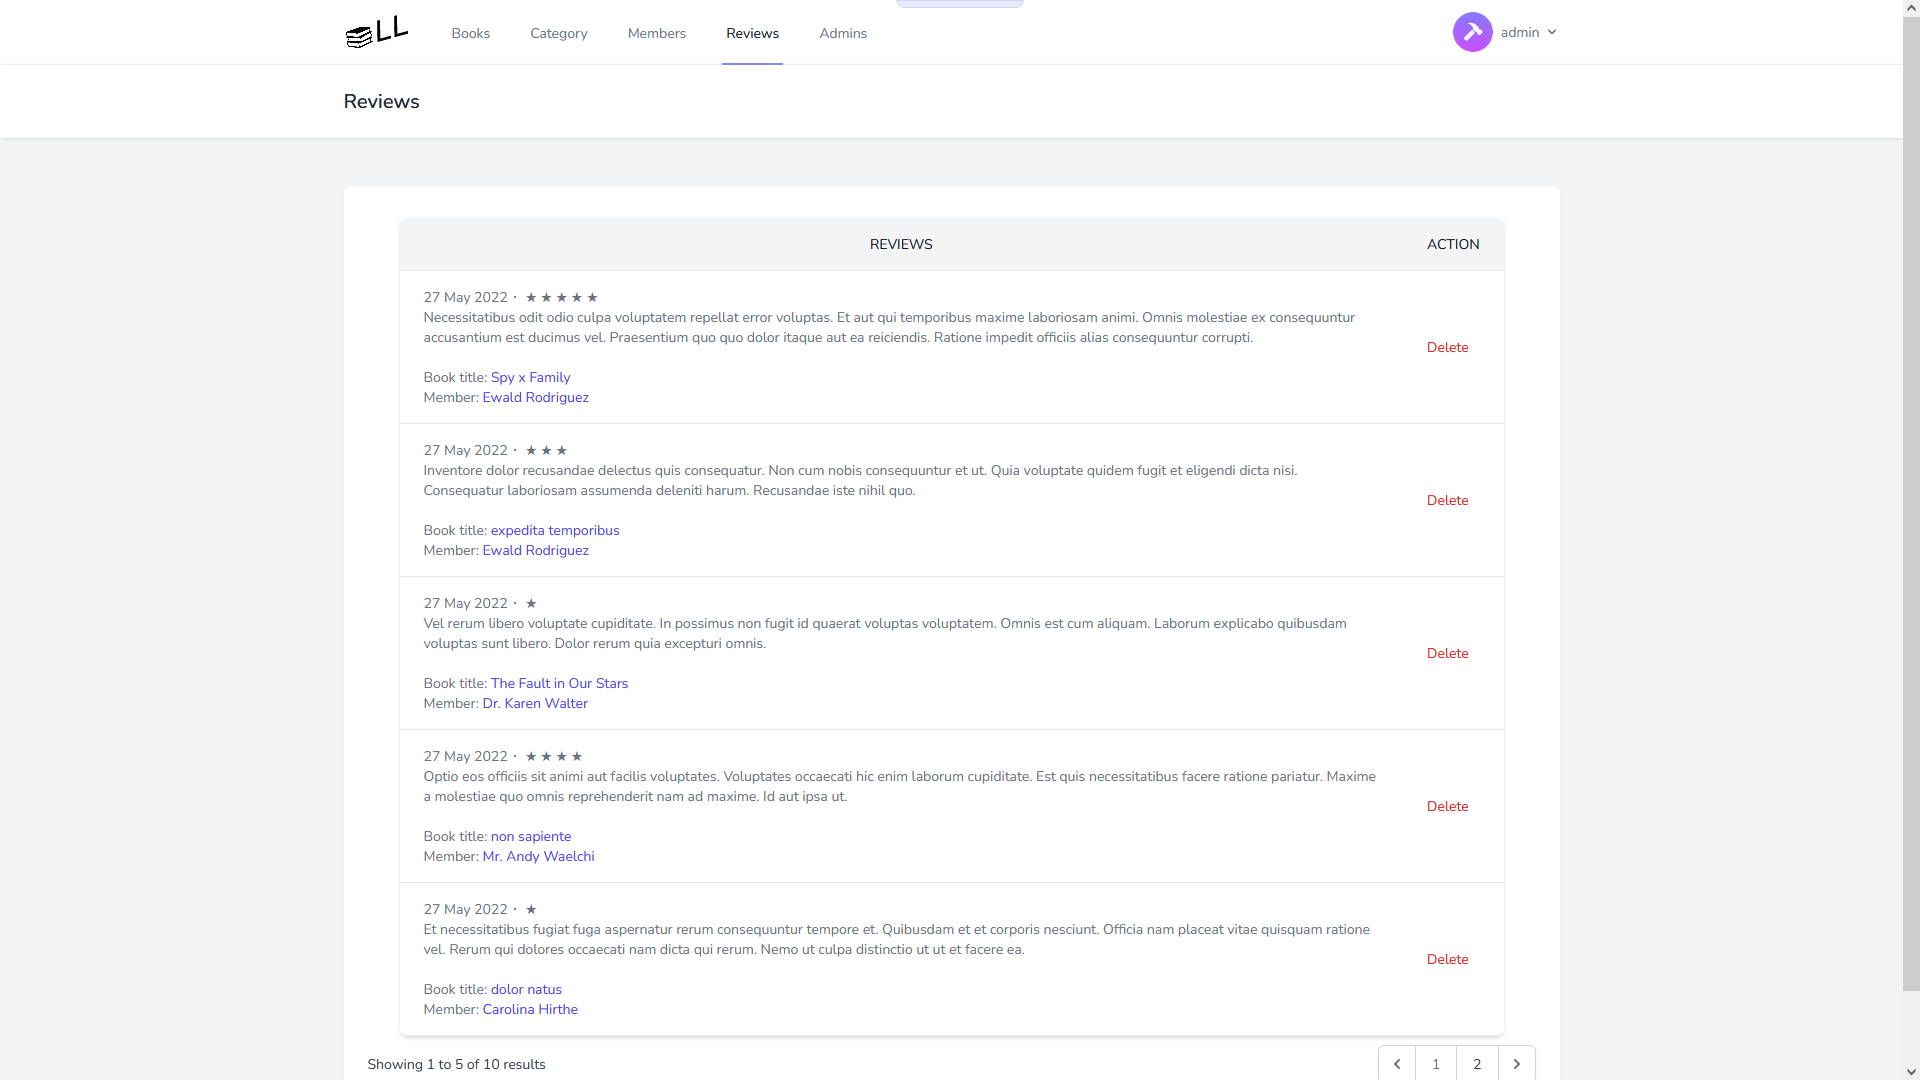 LL
Books Category Members Reviews Admins admin
Reviews
REVIEWS ACTION
27 May 2022 · ★ ★ ★ ★ ★
Necessitatibus odit odio culpa voluptatem repellat error voluptas. Et aut qui temporibus maxime laboriosam animi. Omnis molestiae ex consequuntur
accusantium est ducimus vel. Praesentium quo quo dolor itaque aut ea reiciendis. Ratione impedit officiis alias consequuntur corrupti.
Delete
Book title: Spy x Family
Member: Ewald Rodriguez
27 May 2022 · ★ ★ ★
Inventore dolor recusandae delectus quis consequatur. Non cum nobis consequuntur et ut. Quia voluptate quidem fugit et eligendi dicta nisi.
Consequatur laboriosam assumenda deleniti harum. Recusandae iste nihil quo.
Delete
Book title: expedita temporibus
Member: Ewald Rodriguez
27 May 2022 · ★
Vel rerum libero voluptate cupiditate. In possimus non fugit id quaerat voluptas voluptatem. Omnis est cum aliquam. Laborum explicabo quibusdam
voluptas sunt libero. Dolor rerum quia excepturi omnis.
Delete
Book title: The Fault in Our Stars
Member: Dr. Karen Walter
27 May 2022 · ★ ★ ★ ★
Optio eos officiis sit animi aut facilis voluptates. Voluptates occaecati hic enim laborum cupiditate. Est quis necessitatibus facere ratione pariatur. Maxime
a molestiae quo omnis reprehenderit nam ad maxime. Id aut ipsa ut.
Delete
Book title: non sapiente
Member: Mr. Andy Waelchi
27 May 2022 · ★
Et necessitatibus fugiat fuga aspernatur rerum consequuntur tempore et. Quibusdam et et corporis nesciunt. Officia nam placeat vitae quisquam ratione
vel. Rerum qui dolores occaecati nam dicta qui rerum. Nemo ut culpa distinctio ut ut et facere ea.
Delete
Book title: dolor natus
Member: Carolina Hirthe
Showing 1 to 5 of 10 results 1 2